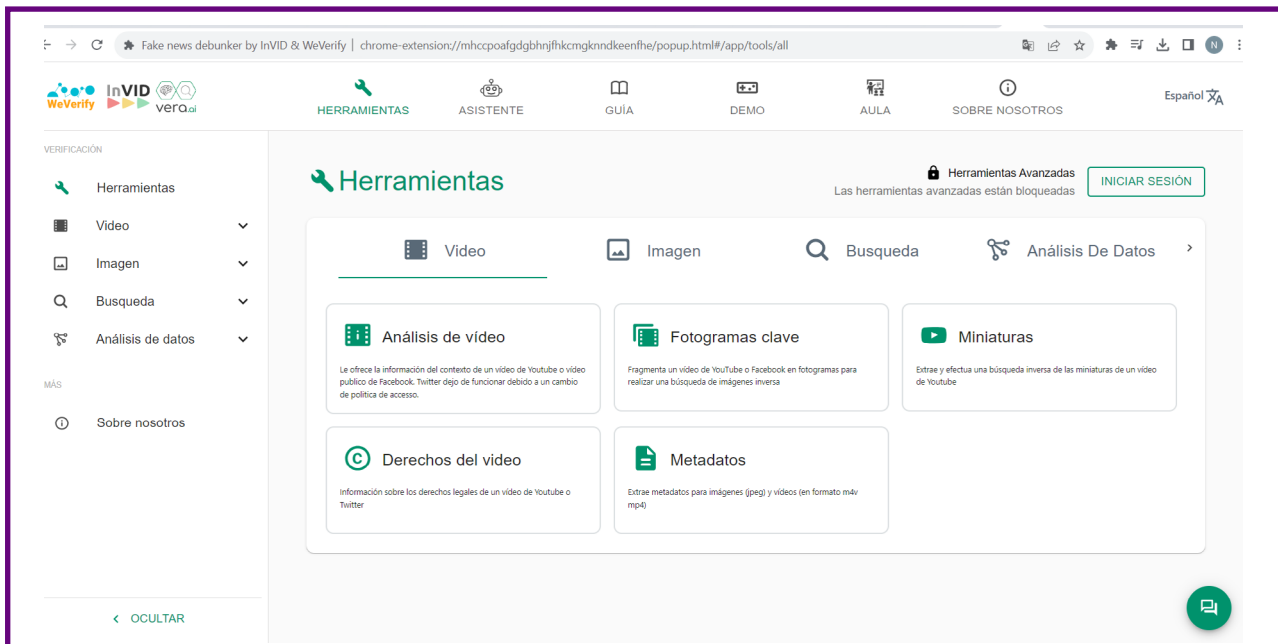 Fake news debunker by InVID & WeVerify | chrome-extension://mhccpoafgdgbhnjfhkcmgknndkeenfhe/popup.html#/app/tools/all
N
WeVerify InVID vera.ai
HERRAMIENTAS ASISTENTE GUÍA DEMO AULA SOBRE NOSOTROS
Español
VERIFICACIÓN
Herramientas
Video
Imagen
Busqueda
Análisis de datos
MÁS
Sobre nosotros
OCULTAR
Herramientas
Herramientas Avanzadas
Las herramientas avanzadas están bloqueadas
INICIAR SESIÓN
Video Imagen Busqueda Análisis De Datos
Análisis de vídeo
Le ofrece la información del contexto de un vídeo de Youtube o vídeo
publico de Facebook. Twitter dejo de funcionar debido a un cambio
de politica de accesso.
Fotogramas clave
Fragmenta un vídeo de YouTube o Facebook en fotogramas para
realizar una búsqueda de imágenes inversa
Miniaturas
Extrae y efectua una búsqueda inversa de las miniaturas de un vídeo
de Youtube
Derechos del video
Información sobre los derechos legales de un vídeo de Youtube o
Twitter
Metadatos
Extrae metadatos para imágenes (jpeg) y vídeos (en formato m4v
mp4)